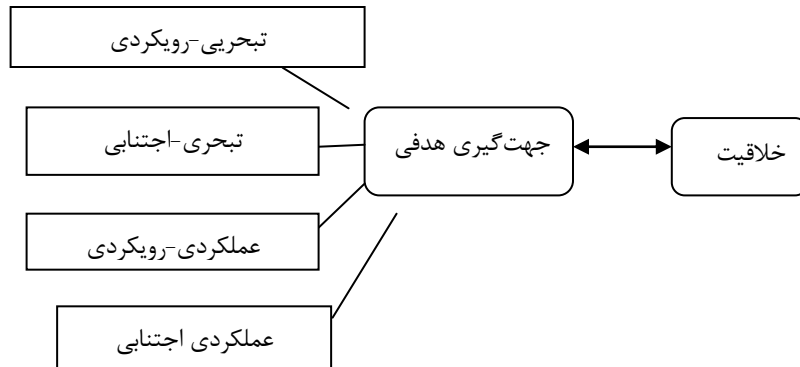 تبحریی-رویکردی
تبحری-اجتنابی
جهت‌گیری هدفی
خلاقیت
عملکردی-رویکردی
عملکردی اجتنابی